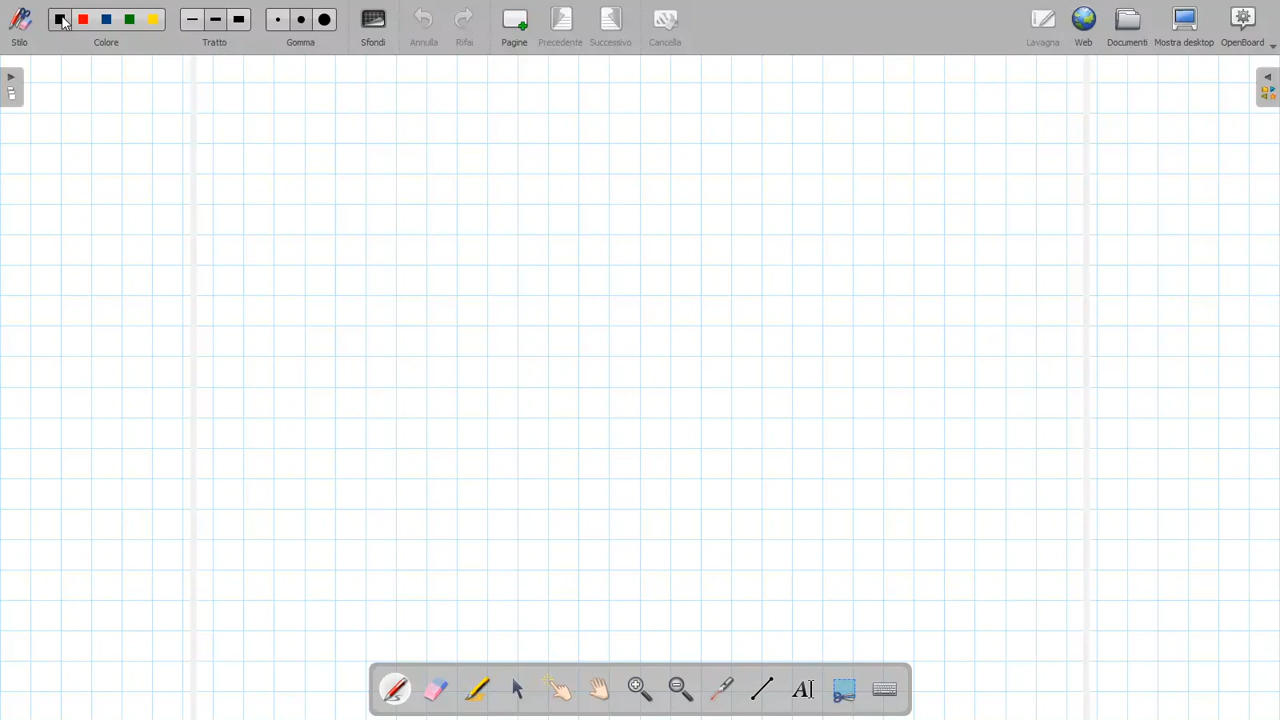 Stilo
Colore
Tratto
Gomma
Sfondi
Annulla
Rifai
Pagine
Precedente
Successivo
Cancella
Lavagna
Web
Documenti
Mostra desktop
OpenBoard